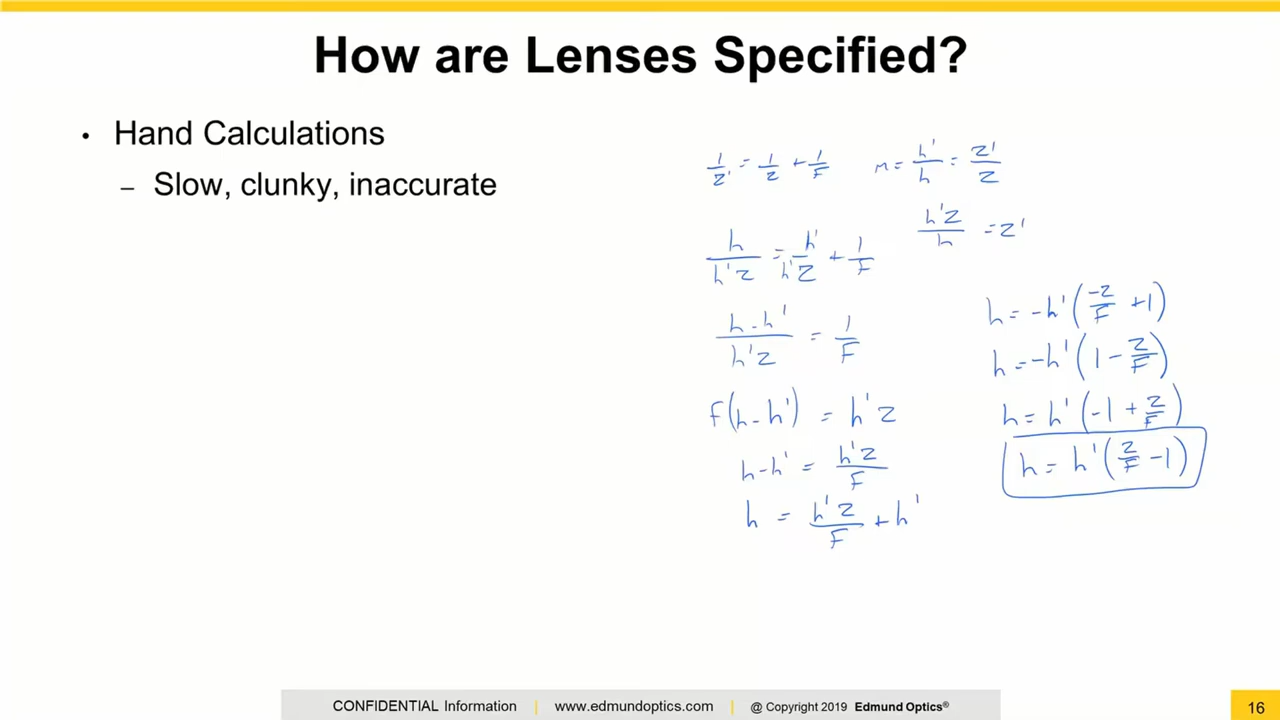 How are Lenses Specified?
• Hand Calculations
– Slow, clunky, inaccurate
1/z' = 1/z + 1/F
m = h'/h = z'/z
h'z/h = z'
h/h'z = h'/h'z + 1/F
h-h'/h'z = 1/F
F(h-h') = h'z
h-h' = h'z/F
h = h'z/F + h'
h = -h'(-z/F + 1)
h = -h'(1 - z/F)
h = h'(-1 + z/F)
h = h'(z/F - 1)
CONFIDENTIAL Information | www.edmundoptics.com | @ Copyright 2019 Edmund Optics®
16